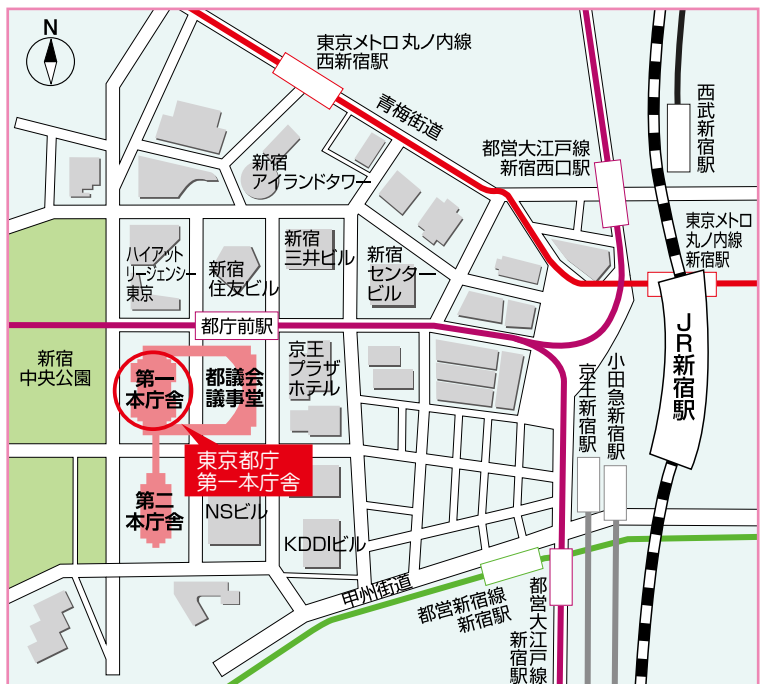 N
東京メトロ丸ノ内線
西新宿駅
青梅街道
西武新宿駅
都営大江戸線
新宿西口駅
新宿
アイランドタワー
東京メトロ
丸ノ内線
新宿駅
ハイアット
リージェンシー
東京
新宿
住友ビル
新宿
三井ビル
新宿
センター
ビル
都庁前駅
JR新宿駅
新宿
中央公園
第一
本庁舎
都議会
議事堂
京王
プラザ
ホテル
京王新宿駅
小田急新宿駅
東京都庁
第一本庁舎
第二
本庁舎
NSビル
KDDIビル
甲州街道
都営新宿線
新宿駅
都営大江戸線
新宿駅